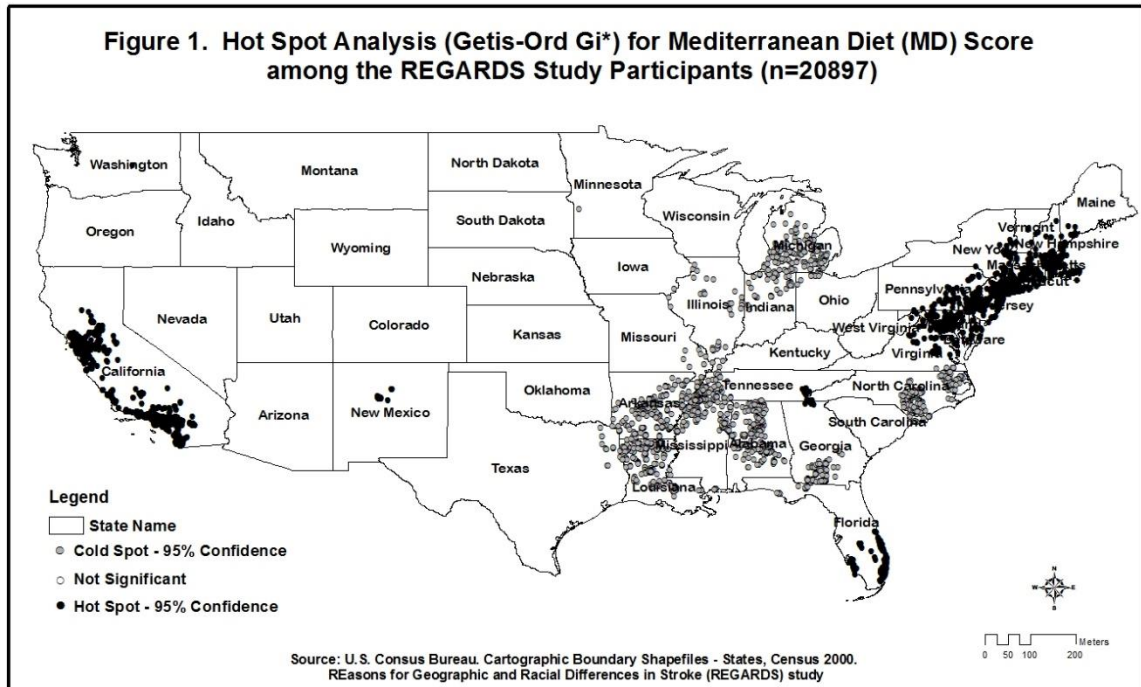 Figure 1. Hot Spot Analysis (Getis-Ord Gi*) for Mediterranean Diet (MD) Score
among the REGARDS Study Participants (n=20897)
Washington
Montana
North Dakota
Minnesota
Maine
Oregon
Idaho
South Dakota
Wisconsin
Michigan
Vermont
New Hampshire
Wyoming
New York
Nebraska
Iowa
Pennsylvania
Nevada
Utah
Colorado
Illinois
Indiana
Ohio
West Virginia
Kansas
Missouri
Kentucky
Virginia
California
Oklahoma
Tennessee
North Carolina
Arizona
New Mexico
Arkansas
South Carolina
Texas
Mississippi
Alabama
Georgia
Louisiana
Florida
Legend
State Name
Cold Spot - 95% Confidence
Not Significant
Hot Spot - 95% Confidence
N
W E
S
Meters
0 50 100 200
Source: U.S. Consus Bureau. Cartographic Boundary Shapefiles - States, Census 2000.
REasons for Geographic and Racial Differences in Stroke (REGARDS) study